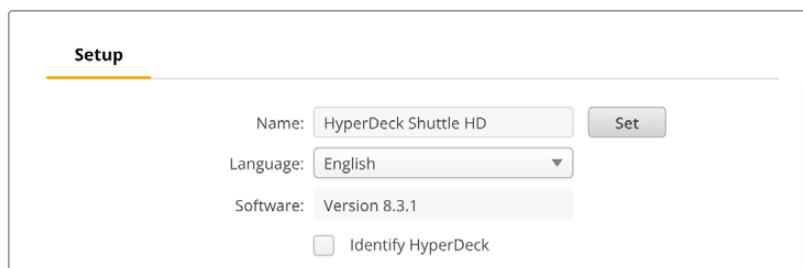 Setup
Name: HyperDeck Shuttle HD Set
Language: English
Software: Version 8.3.1
Identify HyperDeck